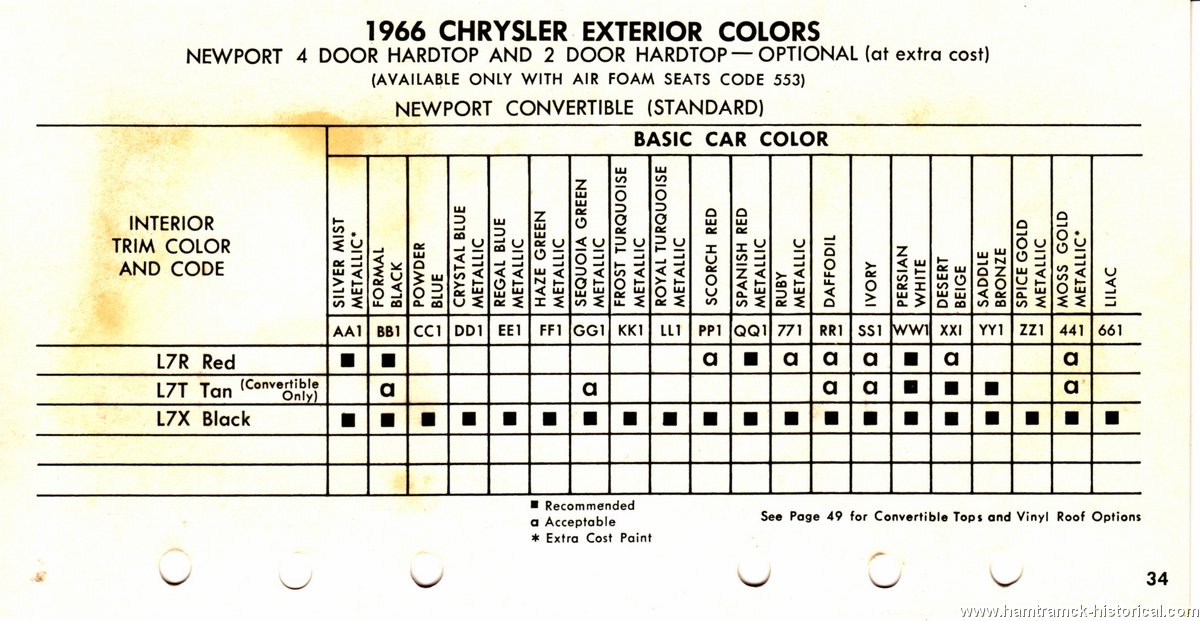 1966 CHRYSLER EXTERIOR COLORS
NEWPORT 4 DOOR HARDTOP AND 2 DOOR HARDTOP — OPTIONAL (at extra cost)
(AVAILABLE ONLY WITH AIR FOAM SEATS CODE 553)
NEWPORT CONVERTIBLE (STANDARD)
BASIC CAR COLOR
INTERIOR
TRIM COLOR
AND CODE
SILVER MIST
METALLIC*
FORMAL
BLACK
POWDER
BLUE
CRYSTAL BLUE
METALLIC
REGAL BLUE
METALLIC
HAZE GREEN
METALLIC
SEQUOIA GREEN
METALLIC
FROST TURQUOISE
METALLIC
ROYAL TURQUOISE
METALLIC
SCORCH RED
SPANISH RED
METALLIC
RUBY
METALLIC
DAFFODIL
IVORY
PERSIAN
WHITE
DESERT
BEIGE
SADDLE
BRONZE
SPICE GOLD
METALLIC
MOSS GOLD
METALLIC*
LILAC
AA1 BB1 CC1 DD1 EE1 FF1 GG1 KK1 LL1 PP1 QQ1 771 RR1 SS1 WW1 XX1 YY1 ZZ1 441 661
L7R Red ■ ■ a ■ a a a ■ a a
L7T Tan (Convertible Only) a a a a ■ ■ ■ a
L7X Black ■ ■ ■ ■ ■ ■ ■ ■ ■ ■ ■ ■ ■ ■ ■ ■ ■ ■ ■ ■
■ Recommended
a Acceptable
* Extra Cost Paint
See Page 49 for Convertible Tops and Vinyl Roof Options
34
www.hamtramck-historical.com